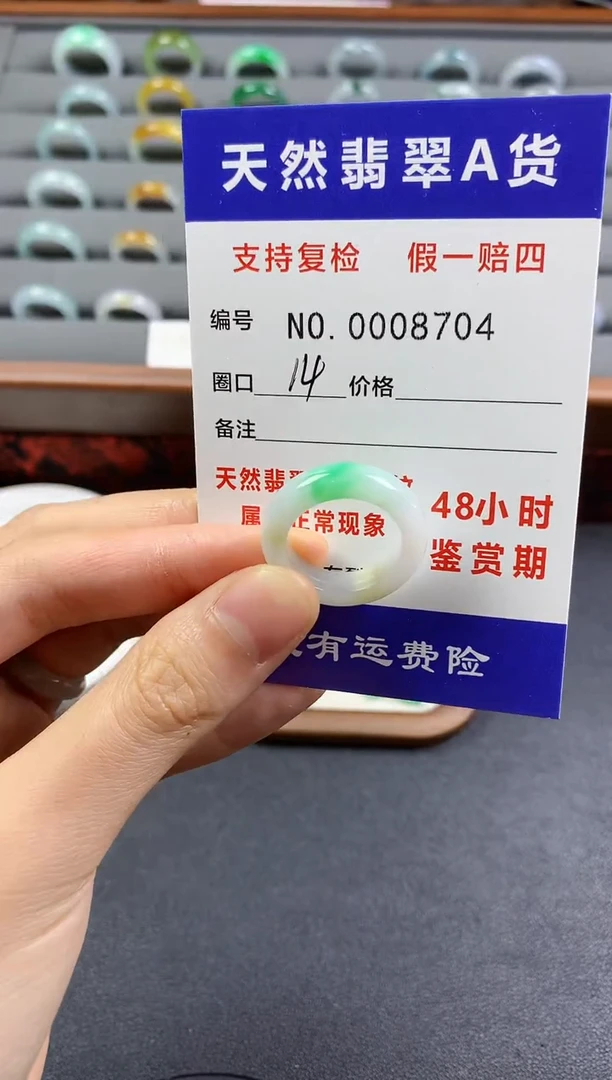 天然翡翠A货
支持复检 假一赔四
编号 NO.0008704
圈口 14 价格
备注
天然翡
属 正常现象
48小时
鉴赏期
有运费险